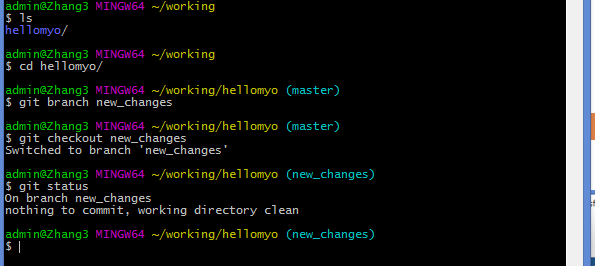 admin@Zhang3 MINGW64 ~/working
$ ls
hellomyo/
admin@Zhang3 MINGW64 ~/working
$ cd hellomyo/
admin@Zhang3 MINGW64 ~/working/hellomyo (master)
$ git branch new_changes
admin@Zhang3 MINGW64 ~/working/hellomyo (master)
$ git checkout new_changes
Switched to branch 'new_changes'
admin@Zhang3 MINGW64 ~/working/hellomyo (new_changes)
$ git status
On branch new_changes
nothing to commit, working directory clean
admin@Zhang3 MINGW64 ~/working/hellomyo (new_changes)
$